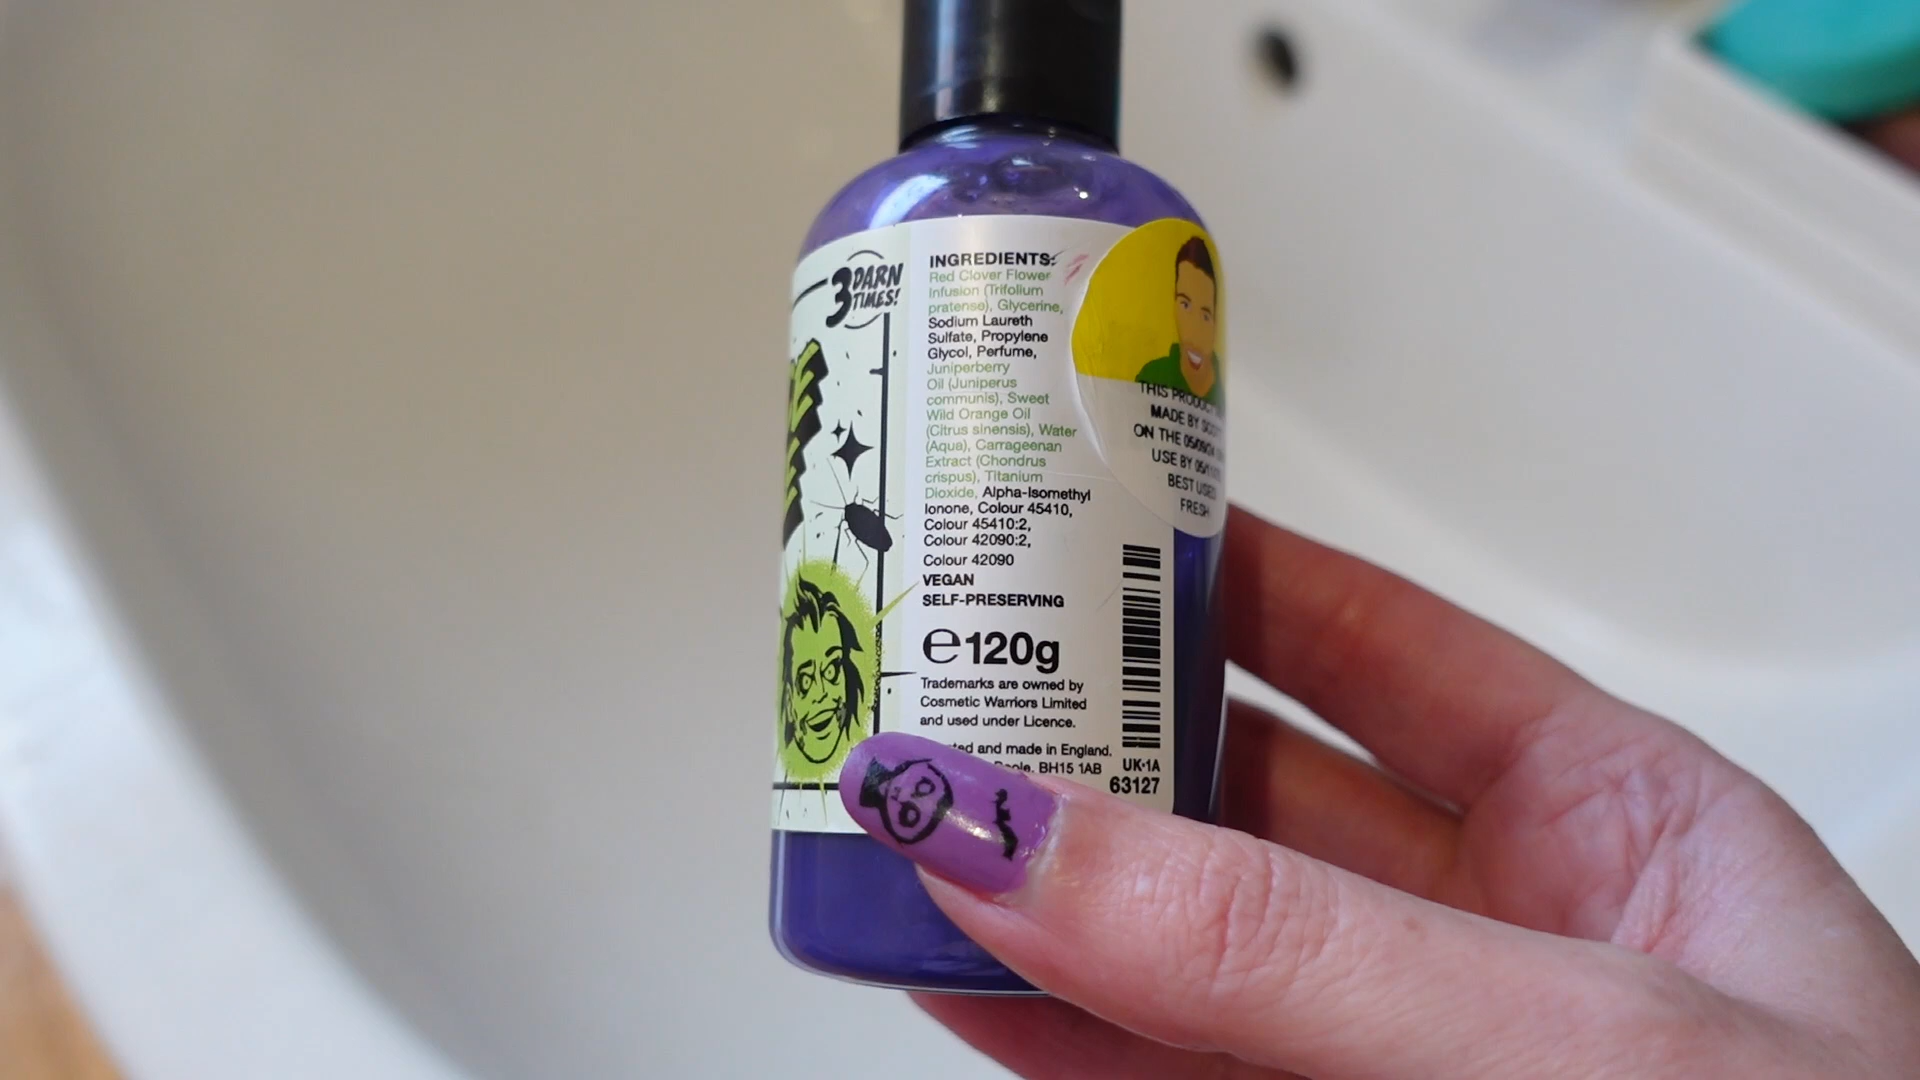 3 DARN
TIMES!
INGREDIENTS:
Red Clover Flower
Infusion (Trifolium
pratense), Glycerine,
Sodium Laureth
Sulfate, Propylene
Glycol, Perfume,
Juniperberry
Oil (Juniperus
communis), Sweet
Wild Orange Oil
(Citrus sinensis), Water
(Aqua), Carrageenan
Extract (Chondrus
crispus), Titanium
Dioxide, Alpha-Isomethyl
Ionone, Colour 45410,
Colour 45410:2,
Colour 42090:2,
Colour 42090
VEGAN
SELF-PRESERVING
e120g
Trademarks are owned by
Cosmetic Warriors Limited
and used under Licence.
and made in England.
BH15 1AB
UK·1A
63127
THIS PRODUCT
MADE BY
ON THE
USE BY
BEST USED
FRESH